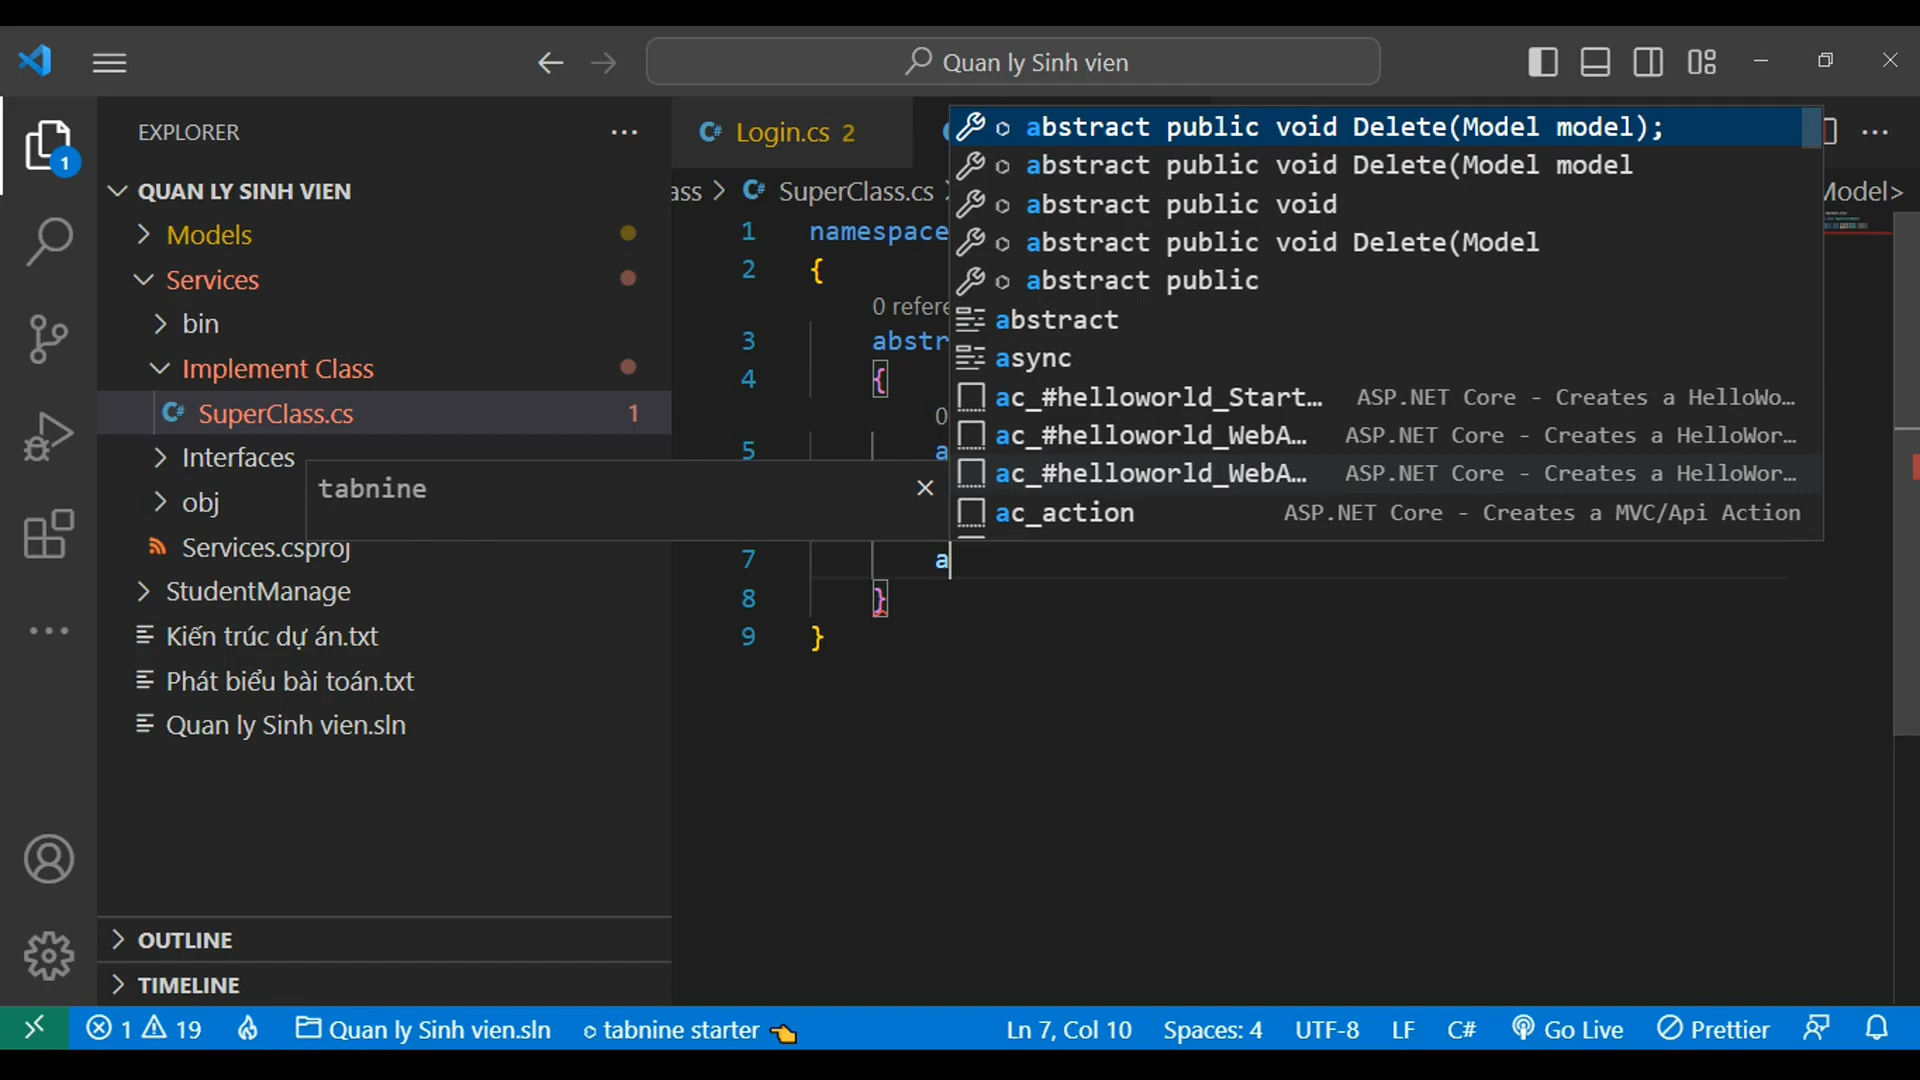 Quan ly Sinh vien
EXPLORER
1
QUAN LY SINH VIEN
Models
Services
bin
Implement Class
SuperClass.cs 1
Interfaces
obj
Services.csproj
StudentManage
Kiến trúc dự án.txt
Phát biểu bài toán.txt
Quan ly Sinh vien.sln
OUTLINE
TIMELINE
Login.cs 2
ass > SuperClass.cs
Model>
1 namespace
2 {
0 refere
3 abstr
4 {
0
5 a
7 a
8 }
9 }
tabnine
abstract public void Delete(Model model);
abstract public void Delete(Model model
abstract public void
abstract public void Delete(Model
abstract public
abstract
async
ac_#helloworld_Start... ASP.NET Core - Creates a HelloWo...
ac_#helloworld_WebA... ASP.NET Core - Creates a HelloWor...
ac_#helloworld_WebA... ASP.NET Core - Creates a HelloWor...
ac_action ASP.NET Core - Creates a MVC/Api Action
1 19 Quan ly Sinh vien.sln tabnine starter Ln 7, Col 10 Spaces: 4 UTF-8 LF C# Go Live Prettier